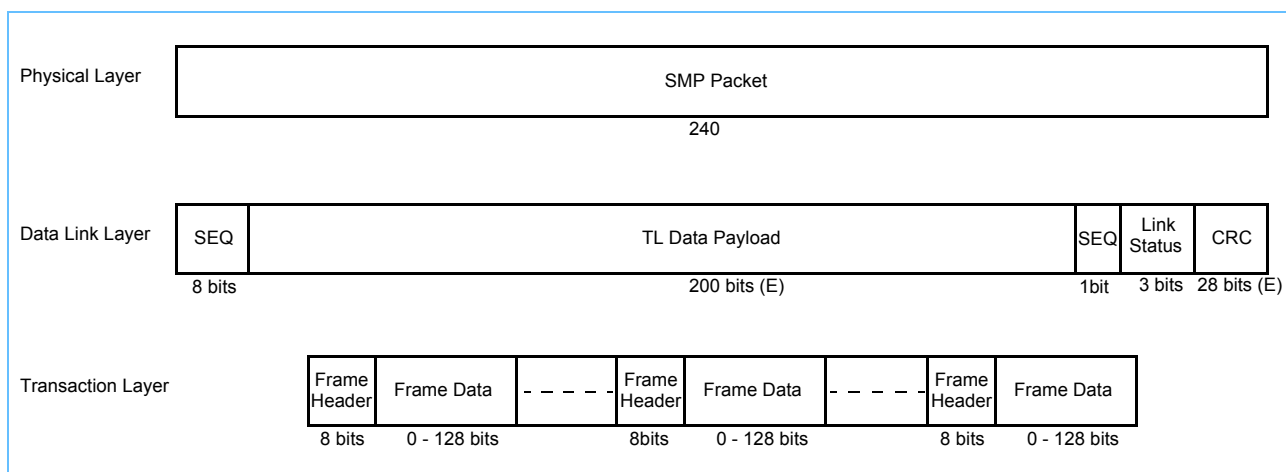 Physical Layer
SMP Packet
240
Data Link Layer
SEQ
TL Data Payload
SEQ
Link
Status
CRC
8 bits
200 bits (E)
1bit
3 bits
28 bits (E)
Transaction Layer
Frame
Header
Frame Data
Frame
Header
Frame Data
Frame
Header
Frame Data
8 bits
0 - 128 bits
8bits
0 - 128 bits
8 bits
0 - 128 bits